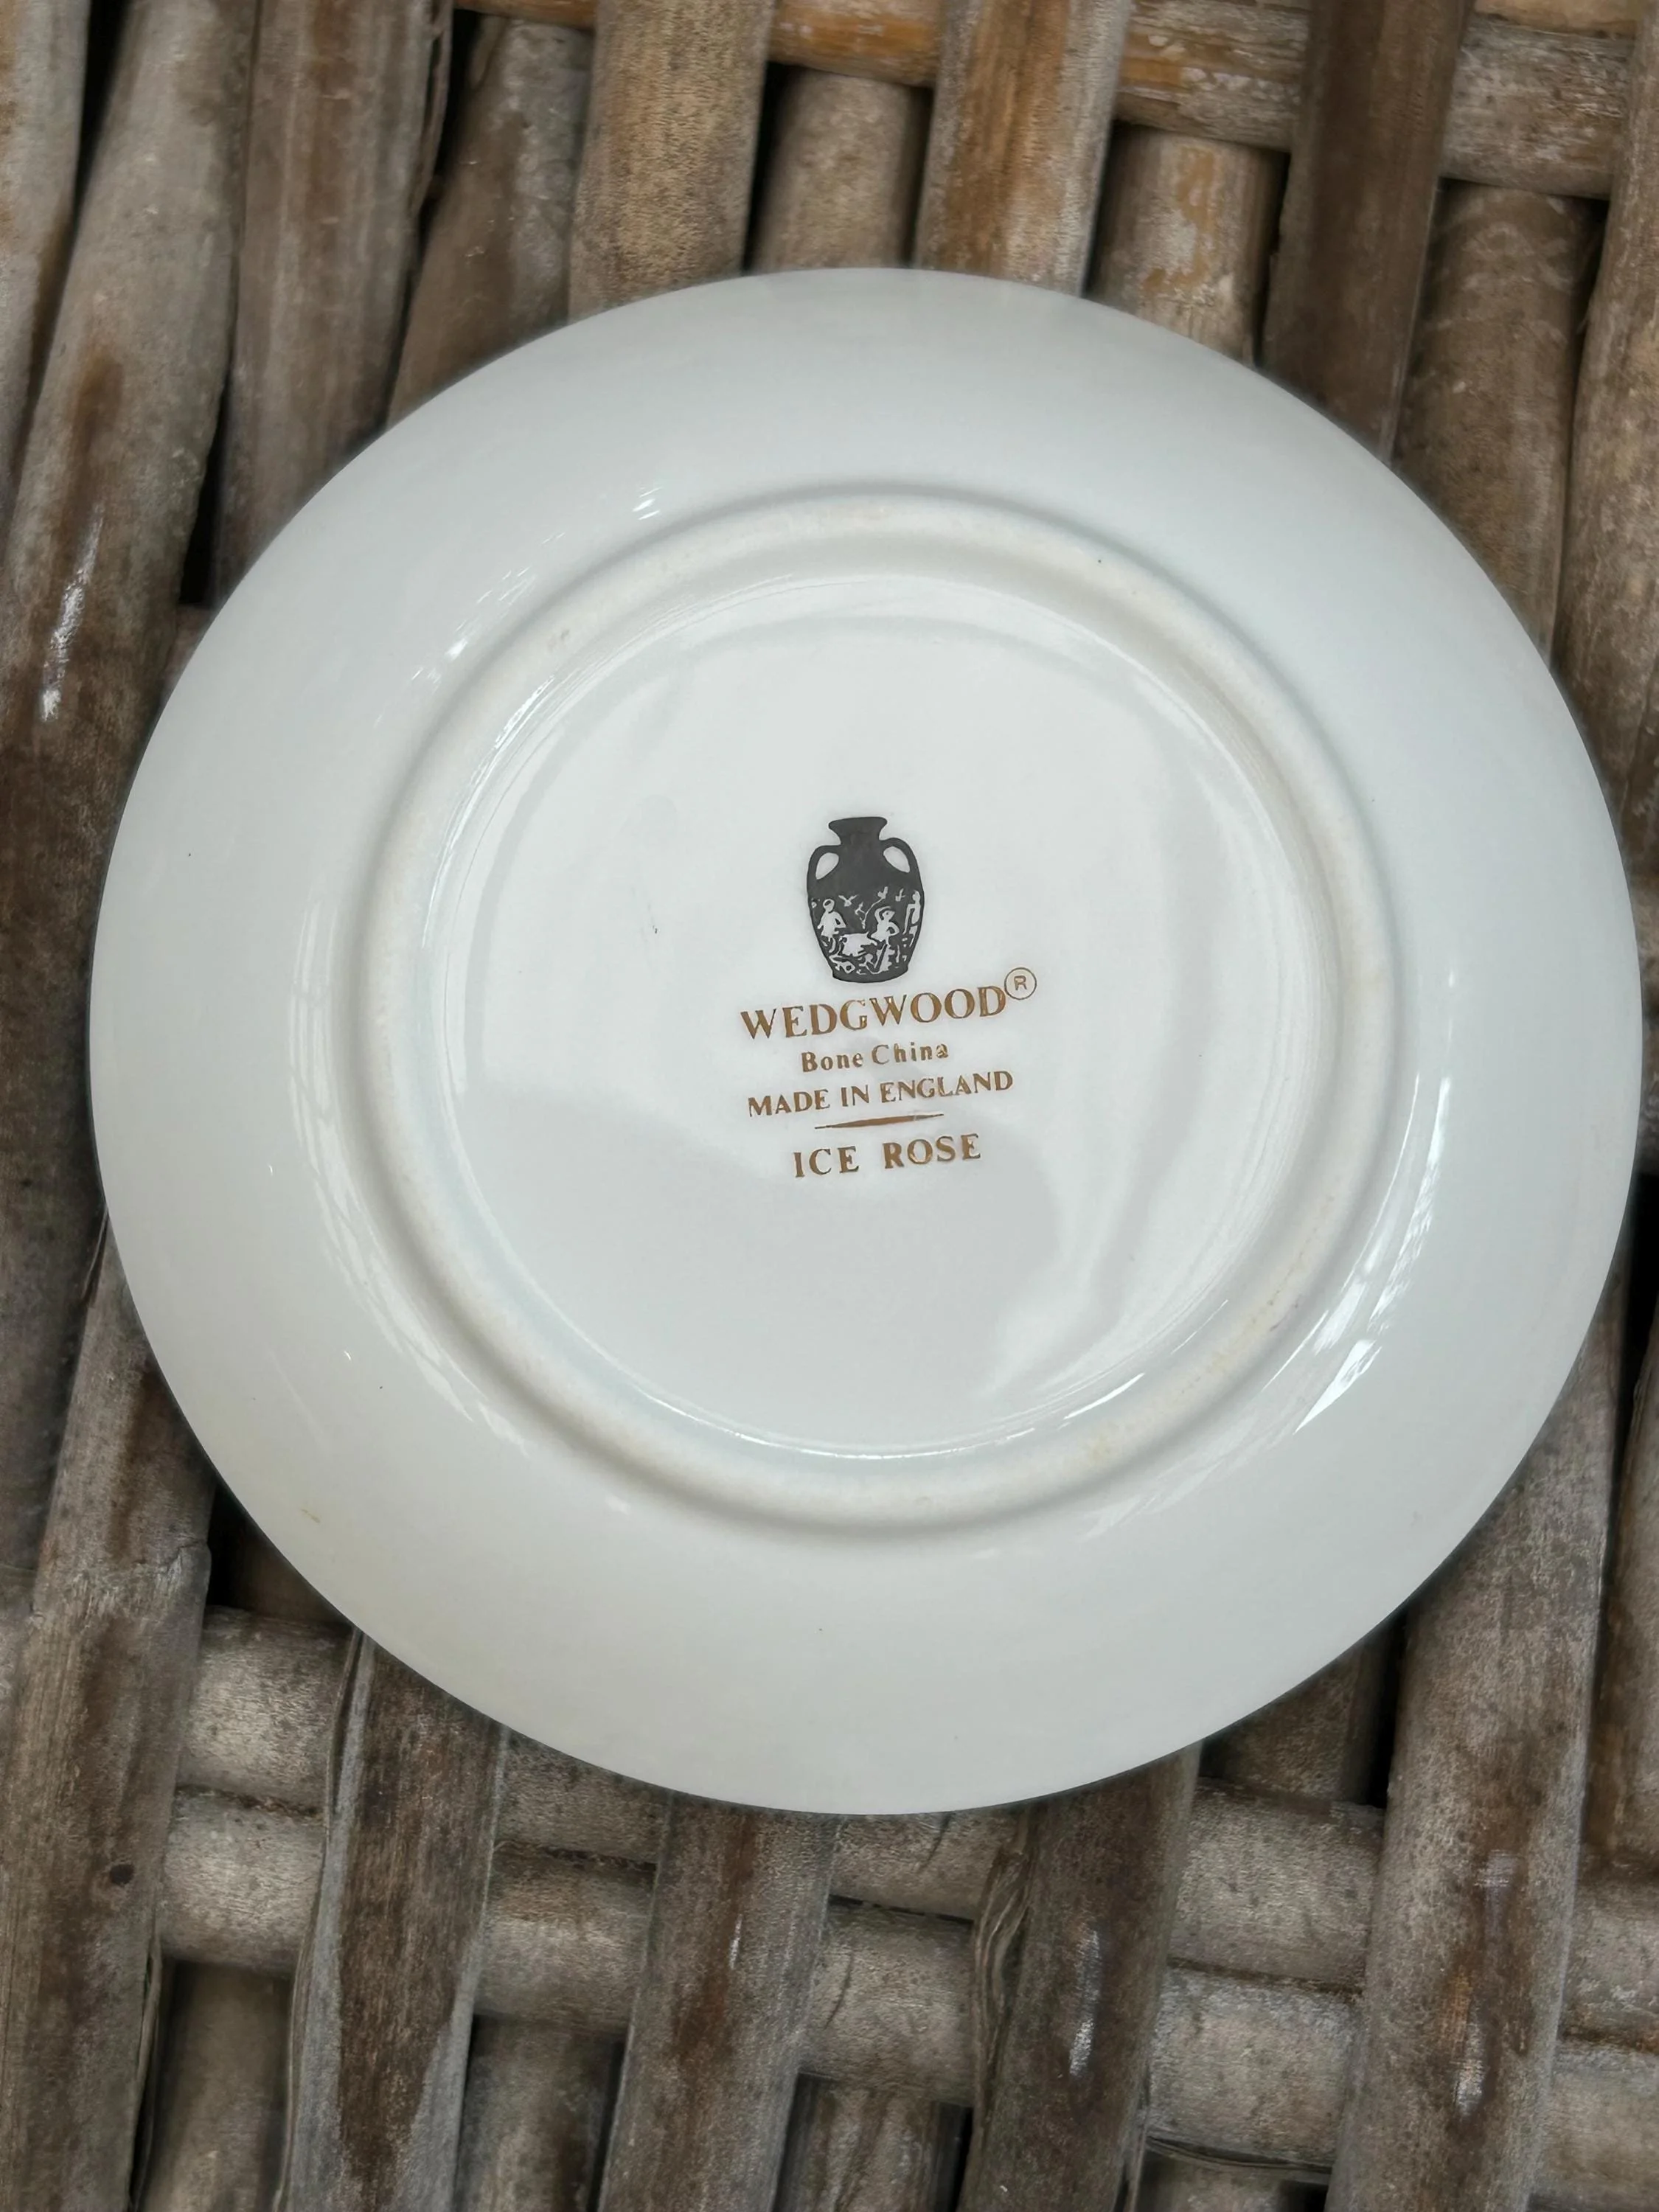 WEDGWOOD®
Bone China
MADE IN ENGLAND
ICE ROSE